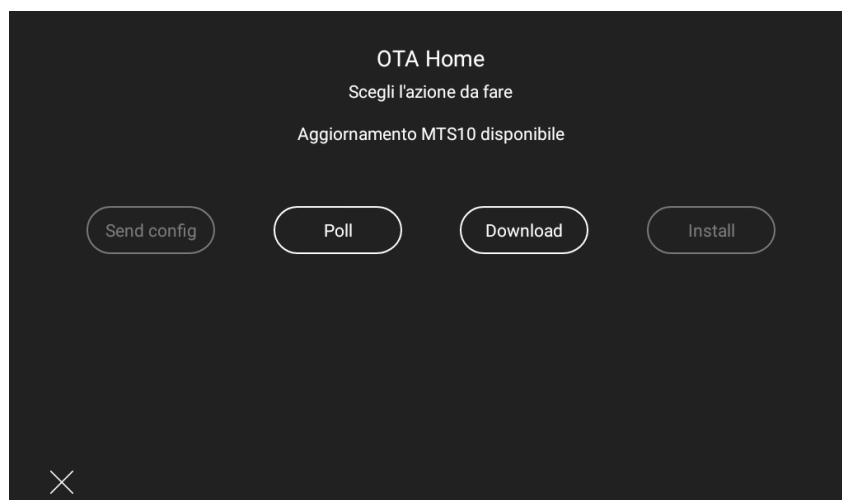 OTA Home
Scegli l'azione da fare
Aggiornamento MTS10 disponibile
Send config Poll Download Install